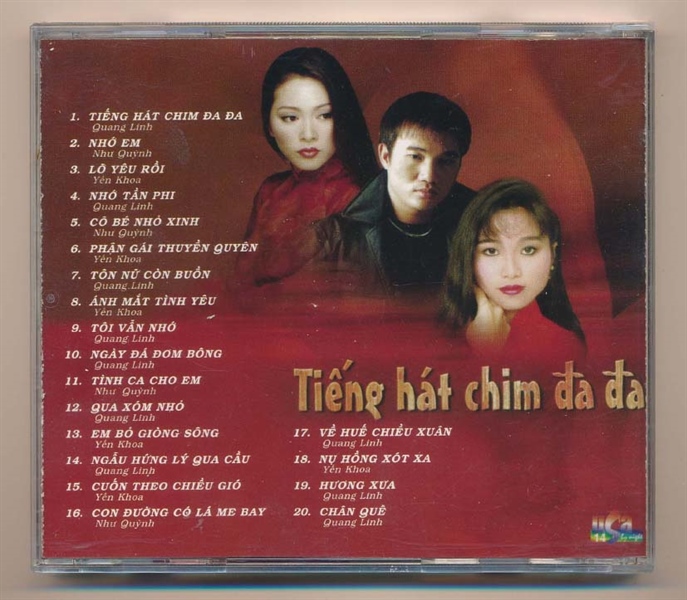 1. TIẾNG HÁT CHIM ĐA ĐA
Quang Linh
2. NHỚ EM
Như Quỳnh
3. LỠ YÊU RỒI
Yến Khoa
4. NHỚ TẦN PHI
Quang Linh
5. CÔ BÉ NHỎ XINH
Như Quỳnh
6. PHẬN GÁI THUYỀN QUYÊN
Yến Khoa
7. TÔN NỮ CÒN BUỒN
Quang Linh
8. ÁNH MẮT TÌNH YÊU
Yến Khoa
9. TÔI VẪN NHỚ
Quang Linh
10. NGÀY ĐÁ ĐƠM BÔNG
Quang Linh
11. TÌNH CA CHO EM
Như Quỳnh
12. QUA XÓM NHỎ
Quang Linh
13. EM BỎ GIÒNG SÔNG
Yến Khoa
14. NGẪU HỨNG LÝ QUA CẦU
Quang Linh
15. CUỐN THEO CHIỀU GIÓ
Yến Khoa
16. CON ĐƯỜNG CÓ LÁ ME BAY
Như Quỳnh
Tiếng hát chim đa đa
17. VỀ HUẾ CHIỀU XUÂN
Quang Linh
18. NỤ HỒNG XÓT XA
Yến Khoa
19. HƯƠNG XƯA
Quang Linh
20. CHÂN QUÊ
Quang Linh
usa
14